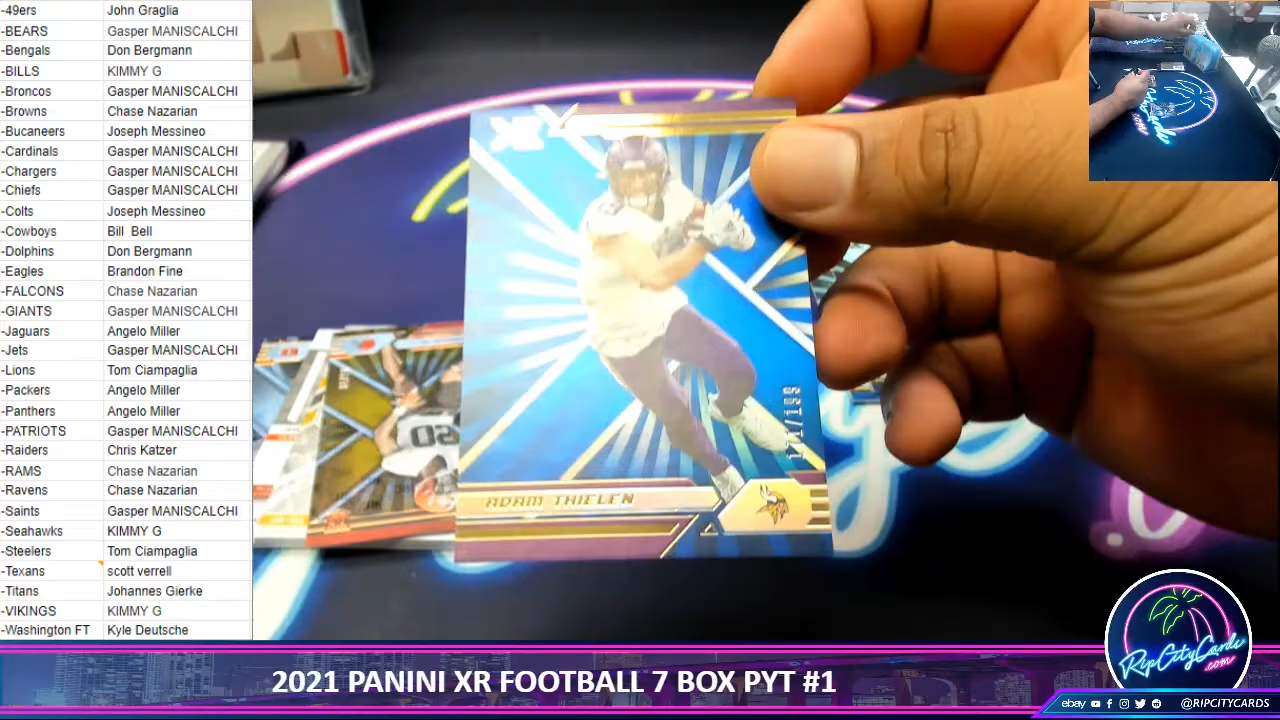 -49ers John Graglia
-BEARS Gasper MANISCALCHI
-Bengals Don Bergmann
-BILLS KIMMY G
-Broncos Gasper MANISCALCHI
-Browns Chase Nazarian
-Bucaneers Joseph Messineo
-Cardinals Gasper MANISCALCHI
-Chargers Gasper MANISCALCHI
-Chiefs Gasper MANISCALCHI
-Colts Joseph Messineo
-Cowboys Bill Bell
-Dolphins Don Bergmann
-Eagles Brandon Fine
-FALCONS Chase Nazarian
-GIANTS Gasper MANISCALCHI
-Jaguars Angelo Miller
-Jets Gasper MANISCALCHI
-Lions Tom Ciampaglia
-Packers Angelo Miller
-Panthers Angelo Miller
-PATRIOTS Gasper MANISCALCHI
-Raiders Chris Katzer
-RAMS Chase Nazarian
-Ravens Chase Nazarian
-Saints Gasper MANISCALCHI
-Seahawks KIMMY G
-Steelers Tom Ciampaglia
-Texans scott verrell
-Titans Johannes Gierke
-VIKINGS KIMMY G
-Washington FT Kyle Deutsche
XR
ADAM THIELEN
RipCityCards
.com
2021 PANINI XR FOOTBALL 7 BOX PYT #1
ebay @RIPCITYCARDS